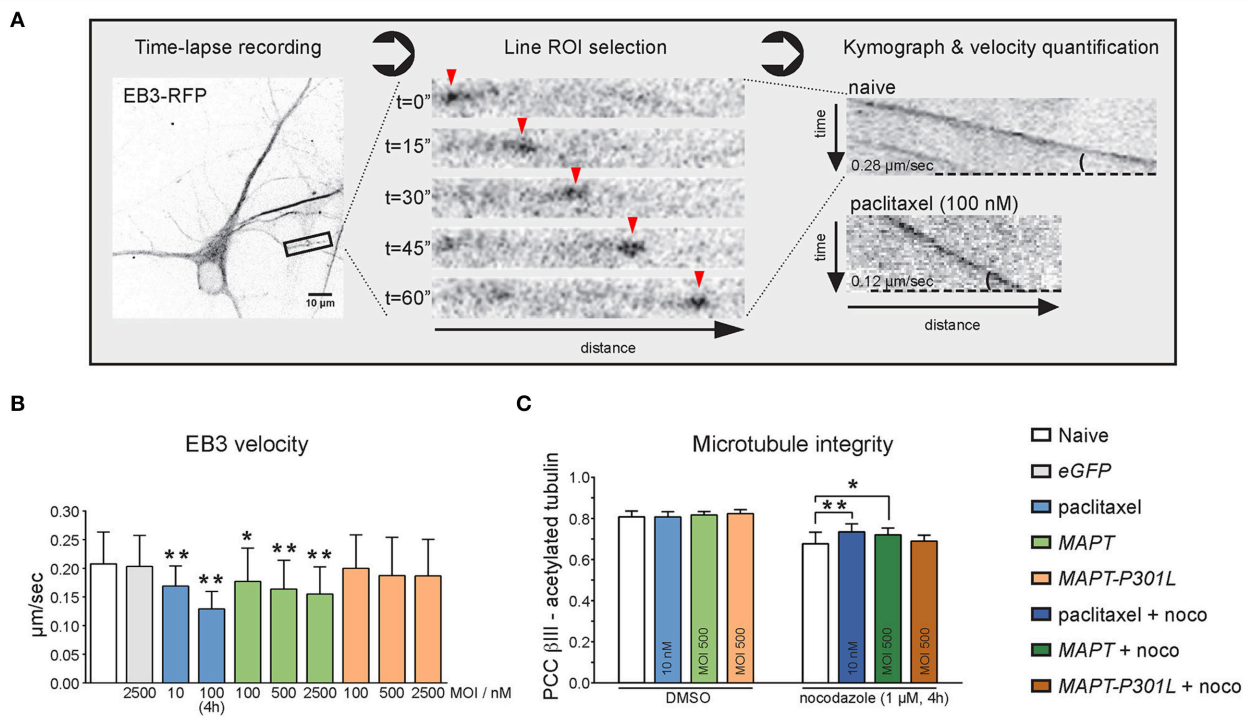 A
Time-lapse recording
Line ROI selection
Kymograph & velocity quantification
EB3-RFP
10 µm
t=0”
t=15”
t=30”
t=45”
t=60”
distance
naive
time
0.28 µm/sec
paclitaxel (100 nM)
time
0.12 µm/sec
distance
B
EB3 velocity
µm/sec
0.30
0.25
0.20
0.15
0.10
0.05
0.00
** ** * ** **
2500 10 100 100 500 2500 100 500 2500 MOI / nM
(4h)
C
Microtubule integrity
PCC βIII - acetylated tubulin
1.0
0.8
0.6
0.4
0.2
0.0
*
**
10 nM
MOI 500
MOI 500
10 nM
MOI 500
MOI 500
DMSO
nocodazole (1 µM, 4h)
Naive
eGFP
paclitaxel
MAPT
MAPT-P301L
paclitaxel + noco
MAPT + noco
MAPT-P301L + noco